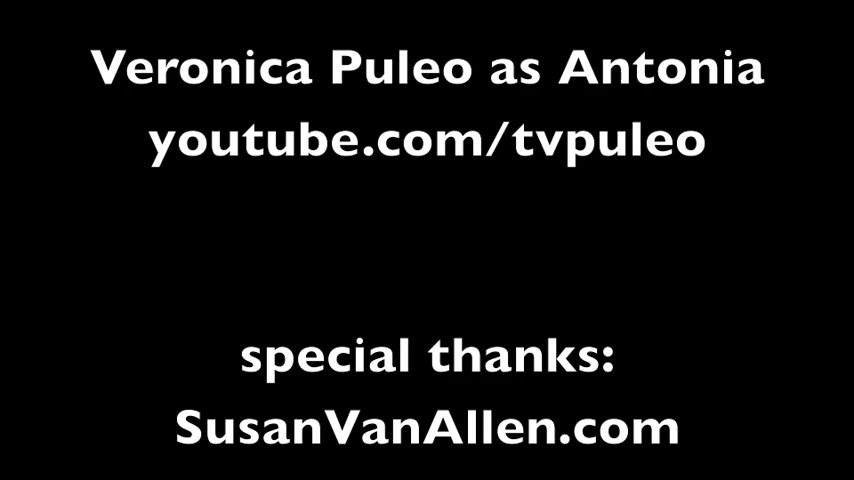 Veronica Puleo as Antonia
youtube.com/tvpuleo
special thanks:
SusanVanAllen.com